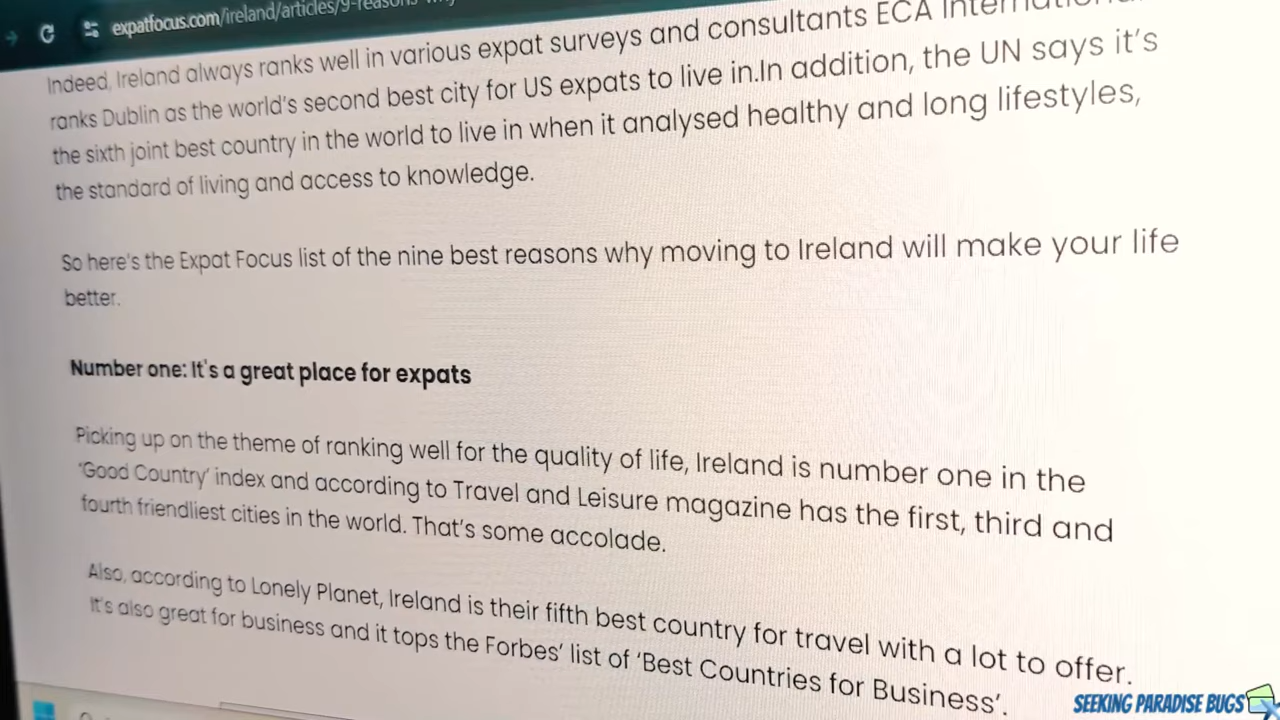 expatfocus.com/ireland/articles/9-reasons-
Indeed, Ireland always ranks well in various expat surveys and consultants ECA
ranks Dublin as the world's second best city for US expats to live in.In addition, the UN says it's
the sixth joint best country in the world to live in when it analysed healthy and long lifestyles,
the standard of living and access to knowledge.
So here's the Expat Focus list of the nine best reasons why moving to Ireland will make your life
better.
Number one: It's a great place for expats
Picking up on the theme of ranking well for the quality of life, Ireland is number one in the
'Good Country' index and according to Travel and Leisure magazine has the first, third and
fourth friendliest cities in the world. That's some accolade.
Also, according to Lonely Planet, Ireland is their fifth best country for travel with a lot to offer.
It's also great for business and it tops the Forbes' list of 'Best Countries for Business'.
SEEKING PARADISE BUGS